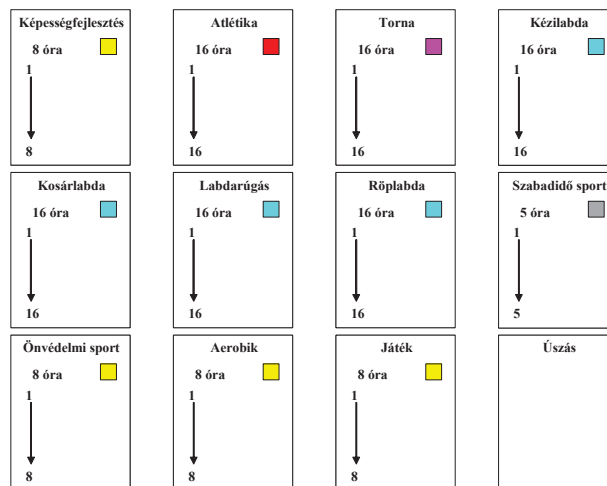 Képességfejlesztés
8 óra
1
8
Atlétika
16 óra
1
16
Torna
16 óra
1
16
Kézilabda
16 óra
1
16
Kosárlabda
16 óra
1
16
Labdarúgás
16 óra
1
16
Röplabda
16 óra
1
16
Szabadidő sport
5 óra
1
5
Önvédelmi sport
8 óra
1
8
Aerobik
8 óra
1
8
Játék
8 óra
1
8
Úszás